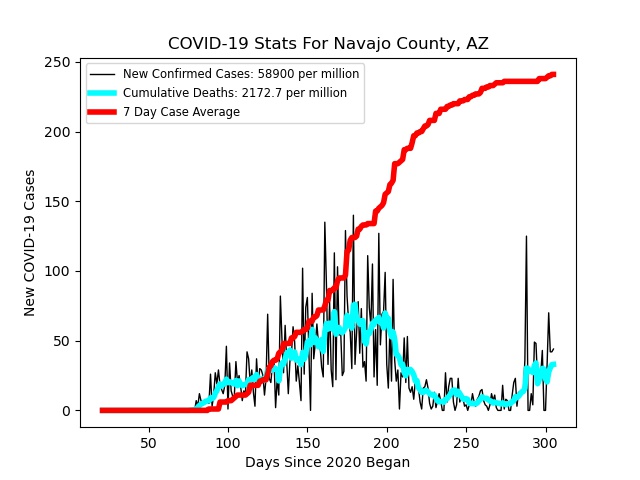 COVID-19 Stats For Navajo County, AZ
New Confirmed Cases: 58900 per million
Cumulative Deaths: 2172.7 per million
7 Day Case Average
New COVID-19 Cases
250
200
150
100
50
0
50 100 150 200 250 300
Days Since 2020 Began